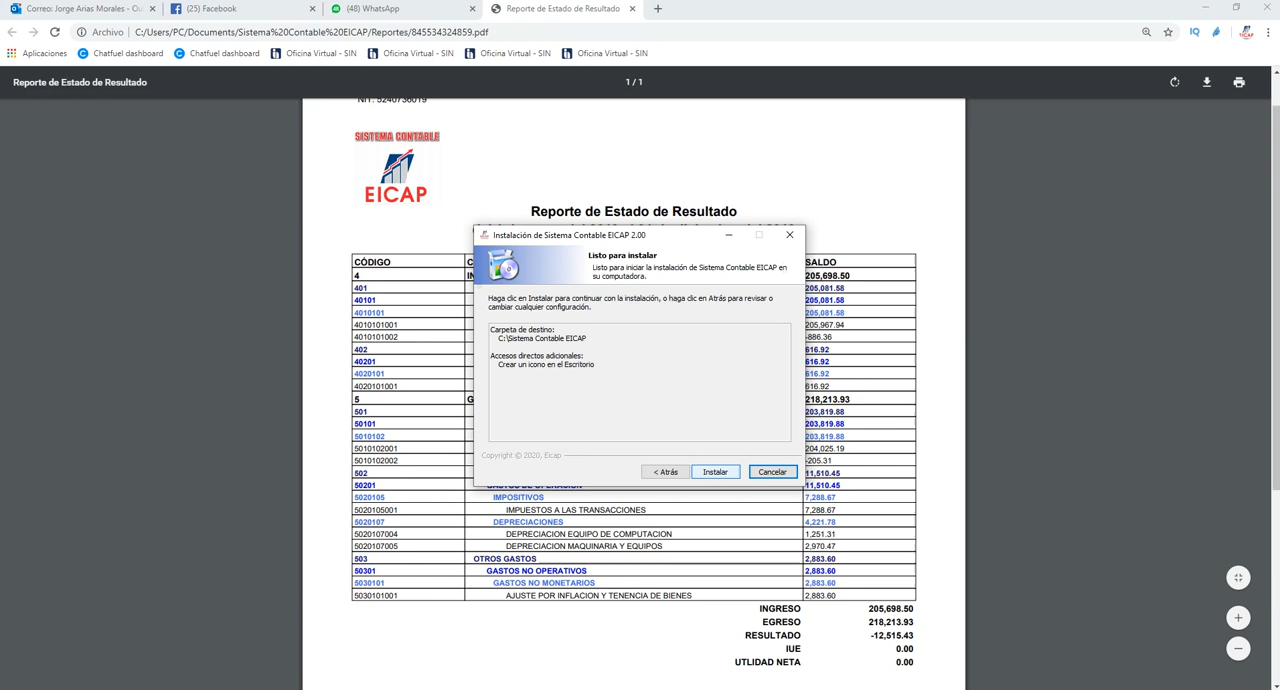 Correo: Jorge Arias Morales - Ou
(25) Facebook
(48) WhatsApp
Reporte de Estado de Resultado
Archivo
C:/Users/PC/Documents/Sistema%20Contable%20EICAP/Reportes/845534324859.pdf
IQ
Aplicaciones
Chatfuel dashboard
Chatfuel dashboard
Oficina Virtual - SIN
Oficina Virtual - SIN
Oficina Virtual - SIN
Oficina Virtual - SIN
Reporte de Estado de Resultado
1 / 1
NIT: 5240736019
SISTEMA CONTABLE
EICAP
Reporte de Estado de Resultado
Instalación de Sistema Contable EICAP 2.00
Listo para instalar
Listo para iniciar la instalación de Sistema Contable EICAP en
su computadora.
Haga clic en Instalar para continuar con la instalación, o haga clic en Atrás para revisar o
cambiar cualquier configuración.
Carpeta de destino:
C:\Sistema Contable EICAP
Accesos directos adicionales:
Crear un icono en el Escritorio
Copyright © 2020, Eicap
< Atrás
Instalar
Cancelar
CÓDIGO SALDO
4 205,698.50
401 205,081.58
40101 205,081.58
4010101 205,081.58
4010101001 205,967.94
4010101002 -886.36
402 616.92
40201 616.92
4020101 616.92
4020101001 616.92
5 218,213.93
501 203,819.88
50101 203,819.88
5010102 203,819.88
5010102001 204,025.19
5010102002 -205.31
502 11,510.45
50201 GASTOS DE OPERACION 11,510.45
5020105 IMPOSITIVOS 7,288.67
5020105001 IMPUESTOS A LAS TRANSACCIONES 7,288.67
5020107 DEPRECIACIONES 4,221.78
5020107004 DEPRECIACION EQUIPO DE COMPUTACION 1,251.31
5020107005 DEPRECIACION MAQUINARIA Y EQUIPOS 2,970.47
503 OTROS GASTOS 2,883.60
50301 GASTOS NO OPERATIVOS 2,883.60
5030101 GASTOS NO MONETARIOS 2,883.60
5030101001 AJUSTE POR INFLACION Y TENENCIA DE BIENES 2,883.60
INGRESO 205,698.50
EGRESO 218,213.93
RESULTADO -12,515.43
IUE 0.00
UTLIDAD NETA 0.00